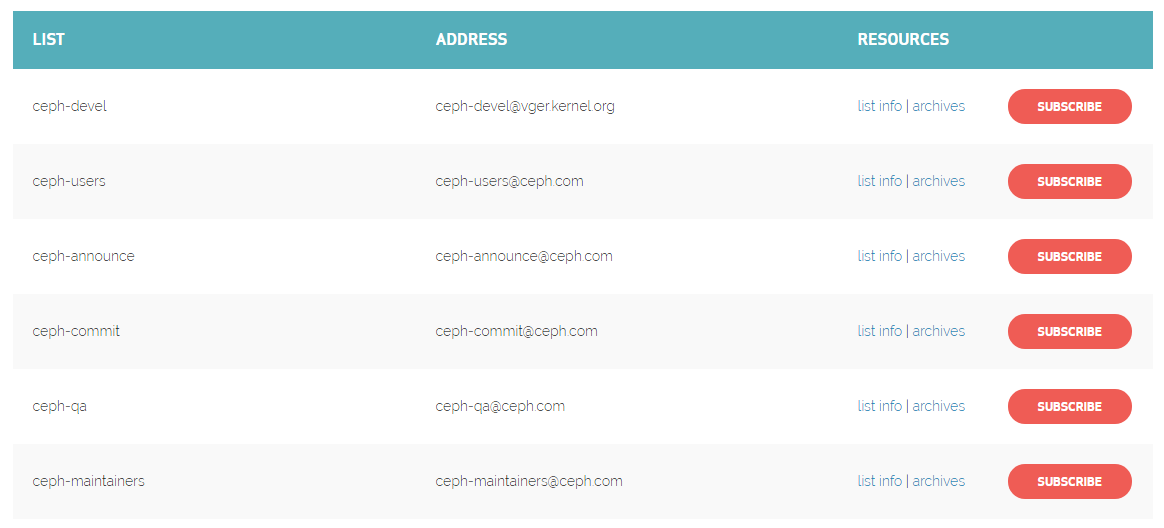 LIST ADDRESS RESOURCES
ceph-devel ceph-devel@vger.kernel.org list info | archives SUBSCRIBE
ceph-users ceph-users@ceph.com list info | archives SUBSCRIBE
ceph-announce ceph-announce@ceph.com list info | archives SUBSCRIBE
ceph-commit ceph-commit@ceph.com list info | archives SUBSCRIBE
ceph-qa ceph-qa@ceph.com list info | archives SUBSCRIBE
ceph-maintainers ceph-maintainers@ceph.com list info | archives SUBSCRIBE